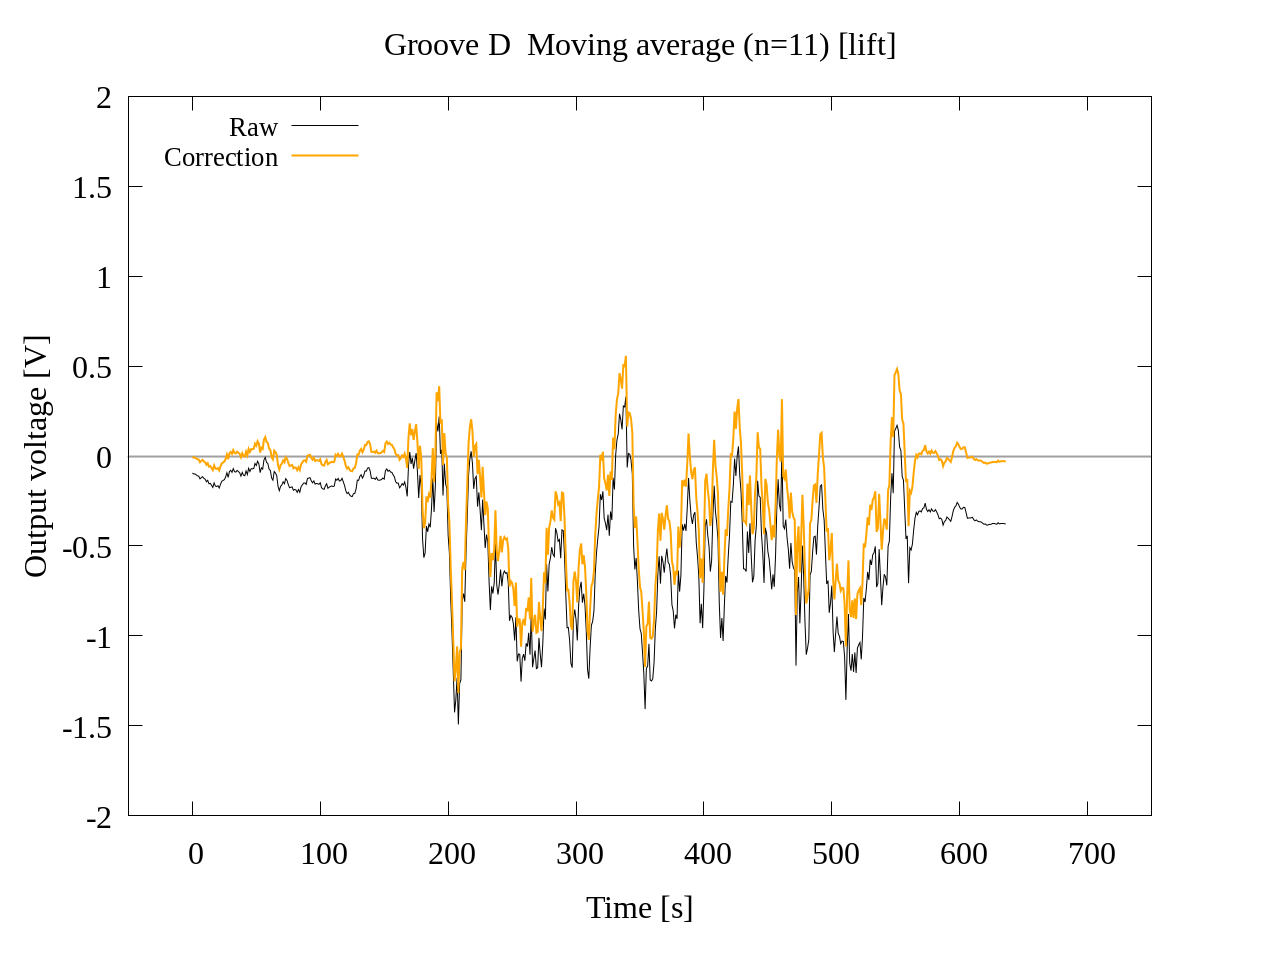 Groove D  Moving average (n=11) [lift]
Raw
Correction
2
1.5
1
0.5
0
-0.5
-1
-1.5
-2
Output voltage [V]
0 100 200 300 400 500 600 700
Time [s]